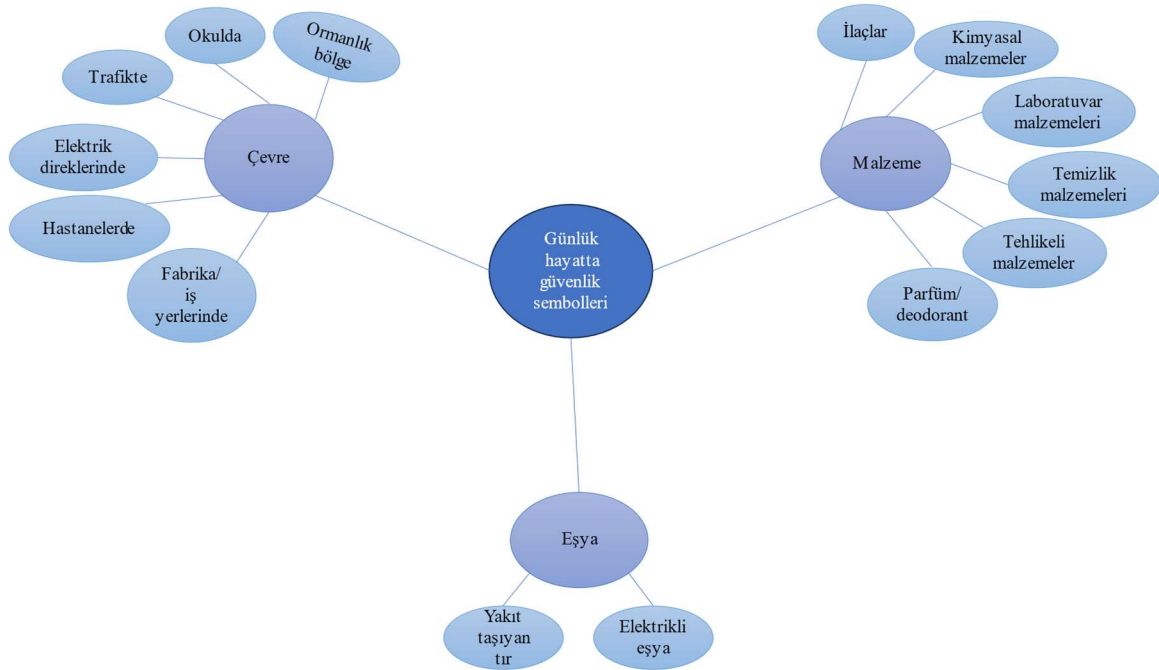 Okulda
Ormanlık
bölge
Trafikte
Elektrik
direklerinde
Hastanelerde
Fabrika/
iş
yerlerinde
Çevre
Günlük
hayatta
güvenlik
sembolleri
İlaçlar
Kimyasal
malzemeler
Laboratuvar
malzemeleri
Temizlik
malzemeleri
Tehlikeli
malzemeler
Parfüm/
deodorant
Malzeme
Eşya
Yakıt
taşıyan
tır
Elektrikli
eşya